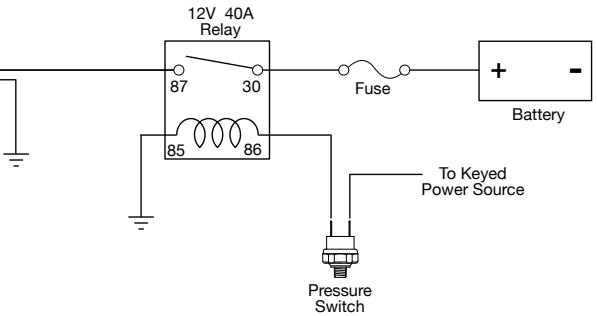 12V 40A
Relay
87
30
Fuse
+ -
Battery
85
86
To Keyed
Power Source
Pressure
Switch